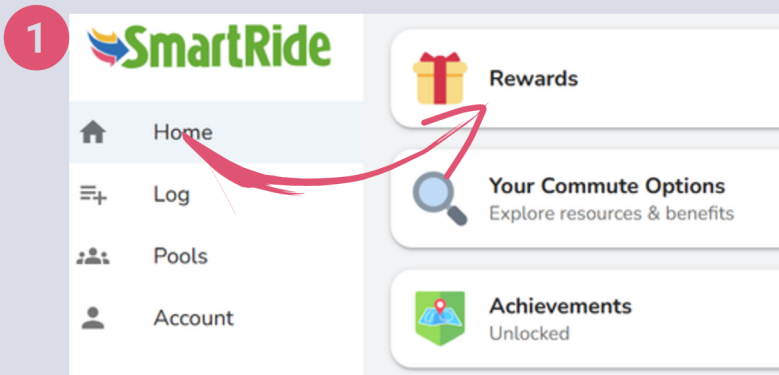 1
SmartRide
Home
Log
Pools
Account
Rewards
Your Commute Options
Explore resources & benefits
Achievements
Unlocked